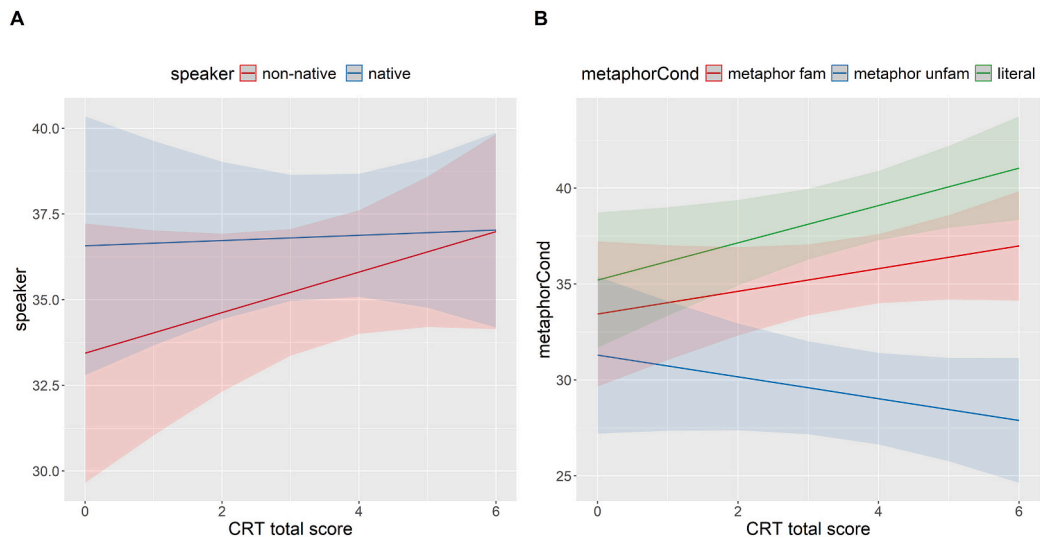 A
speaker non-native native
40.0
37.5
35.0
32.5
30.0
speaker
0 2 4 6
CRT total score
B
metaphorCond metaphor fam metaphor unfam literal
40
35
30
25
metaphorCond
0 2 4 6
CRT total score